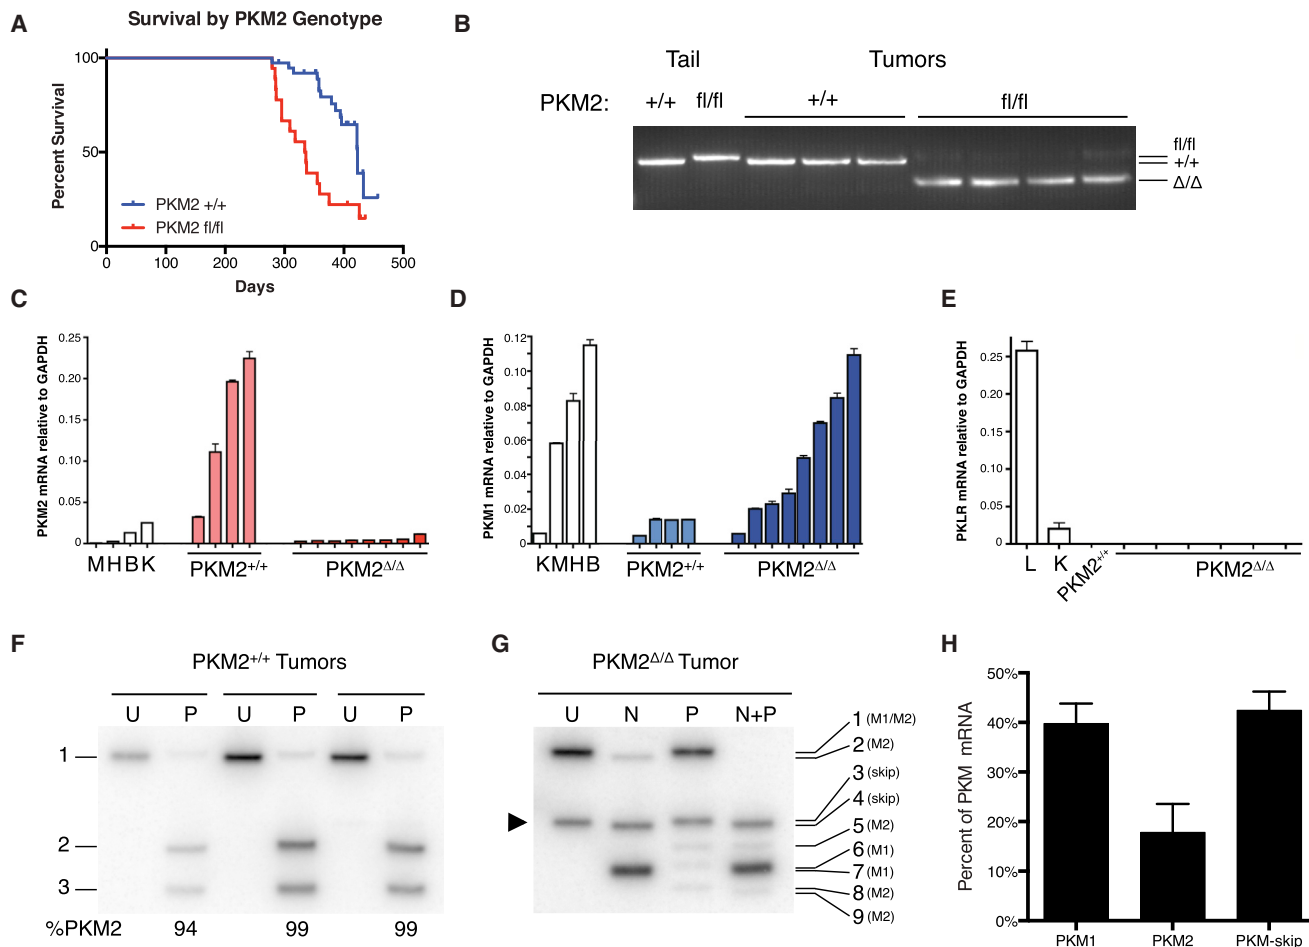 A
Survival by PKM2 Genotype
Percent Survival
100
50
0
PKM2 +/+
PKM2 fl/fl
0 100 200 300 400 500
Days
B
Tail Tumors
PKM2: +/+ fl/fl +/+ fl/fl
fl/fl
+/+
Δ/Δ
C
PKM2 mRNA relative to GAPDH
0.25
0.20
0.15
0.10
0.05
0
M H B K PKM2+/+ PKM2Δ/Δ
D
PKM1 mRNA relative to GAPDH
0.12
0.10
0.08
0.06
0.04
0.02
0
K M H B PKM2+/+ PKM2Δ/Δ
E
PKLR mRNA relative to GAPDH
0.25
0.20
0.15
0.10
0.05
0
L K PKM2+/+ PKM2Δ/Δ
F
PKM2+/+ Tumors
U P U P U P
1
2
3
%PKM2 94 99 99
G
PKM2Δ/Δ Tumor
U N P N+P
1 (M1/M2)
2 (M2)
3 (skip)
4 (skip)
5 (M2)
6 (M1)
7 (M1)
8 (M2)
9 (M2)
H
Percent of PKM mRNA
50%
40%
30%
20%
10%
0%
PKM1 PKM2 PKM-skip